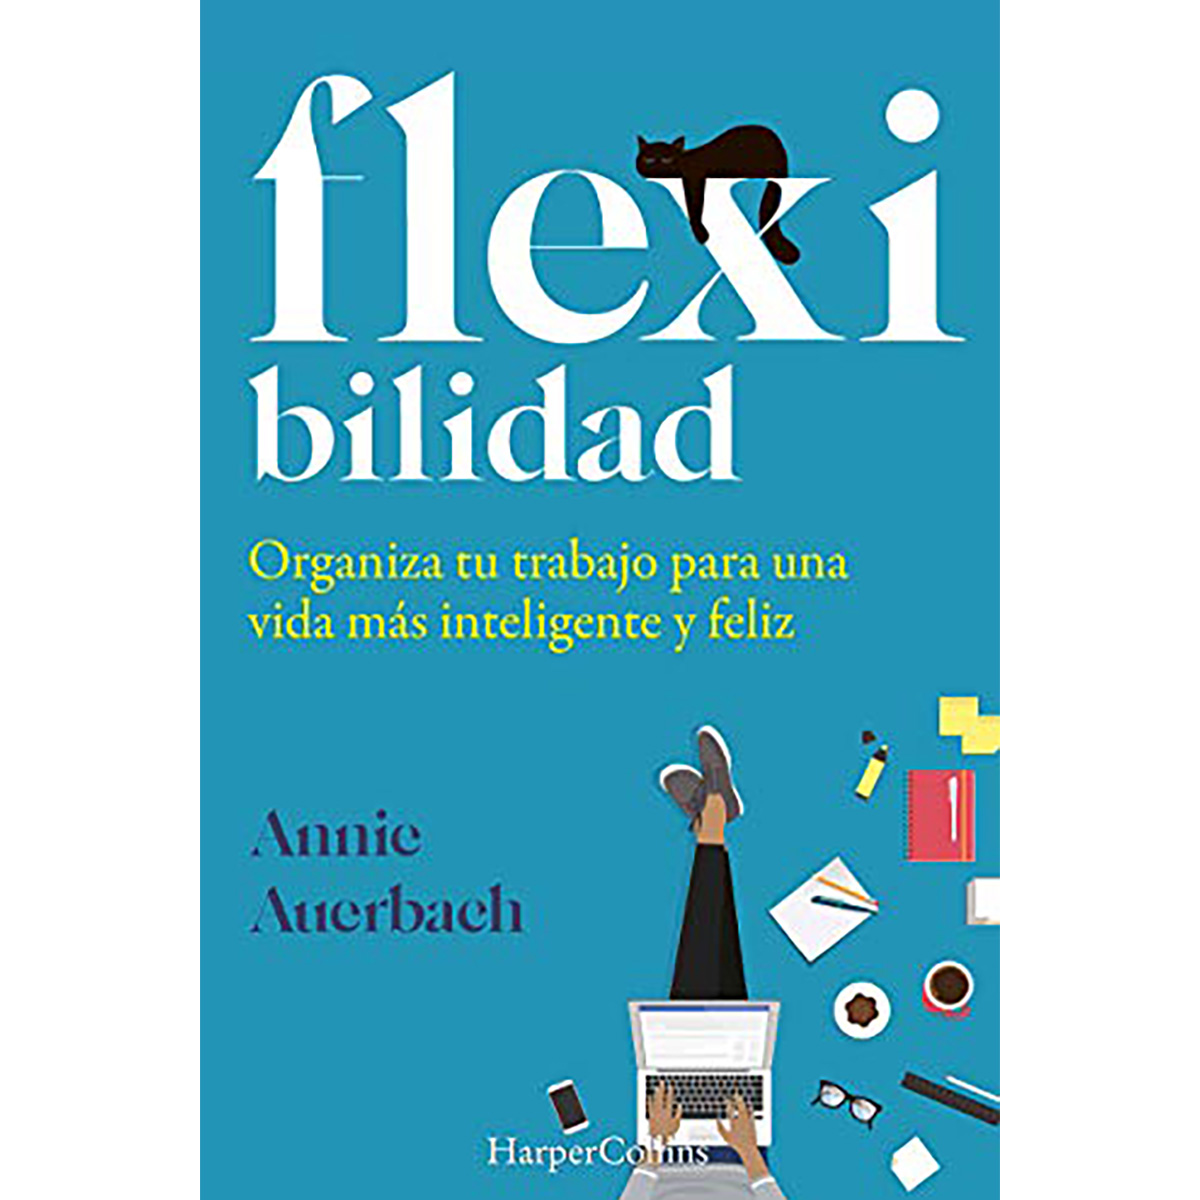 flexi
bilidad
Organiza tu trabajo para una
vida más inteligente y feliz
Annie
Auerbach
HarperCollins